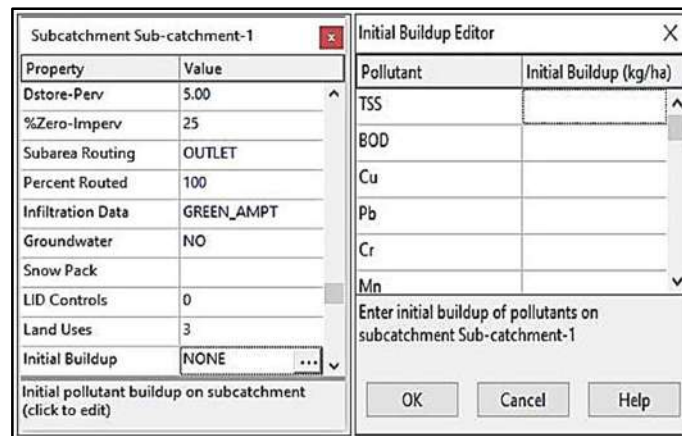 Subcatchment Sub-catchment-1
x
Property Value
Dstore-Perv 5.00
%Zero-Imperv 25
Subarea Routing OUTLET
Percent Routed 100
Infiltration Data GREEN_AMPT
Groundwater NO
Snow Pack
LID Controls 0
Land Uses 3
Initial Buildup NONE ...
Initial pollutant buildup on subcatchment
(click to edit)
Initial Buildup Editor X
Pollutant Initial Buildup (kg/ha)
TSS
BOD
Cu
Pb
Cr
Mn
Enter initial buildup of pollutants on
subcatchment Sub-catchment-1
OK Cancel Help